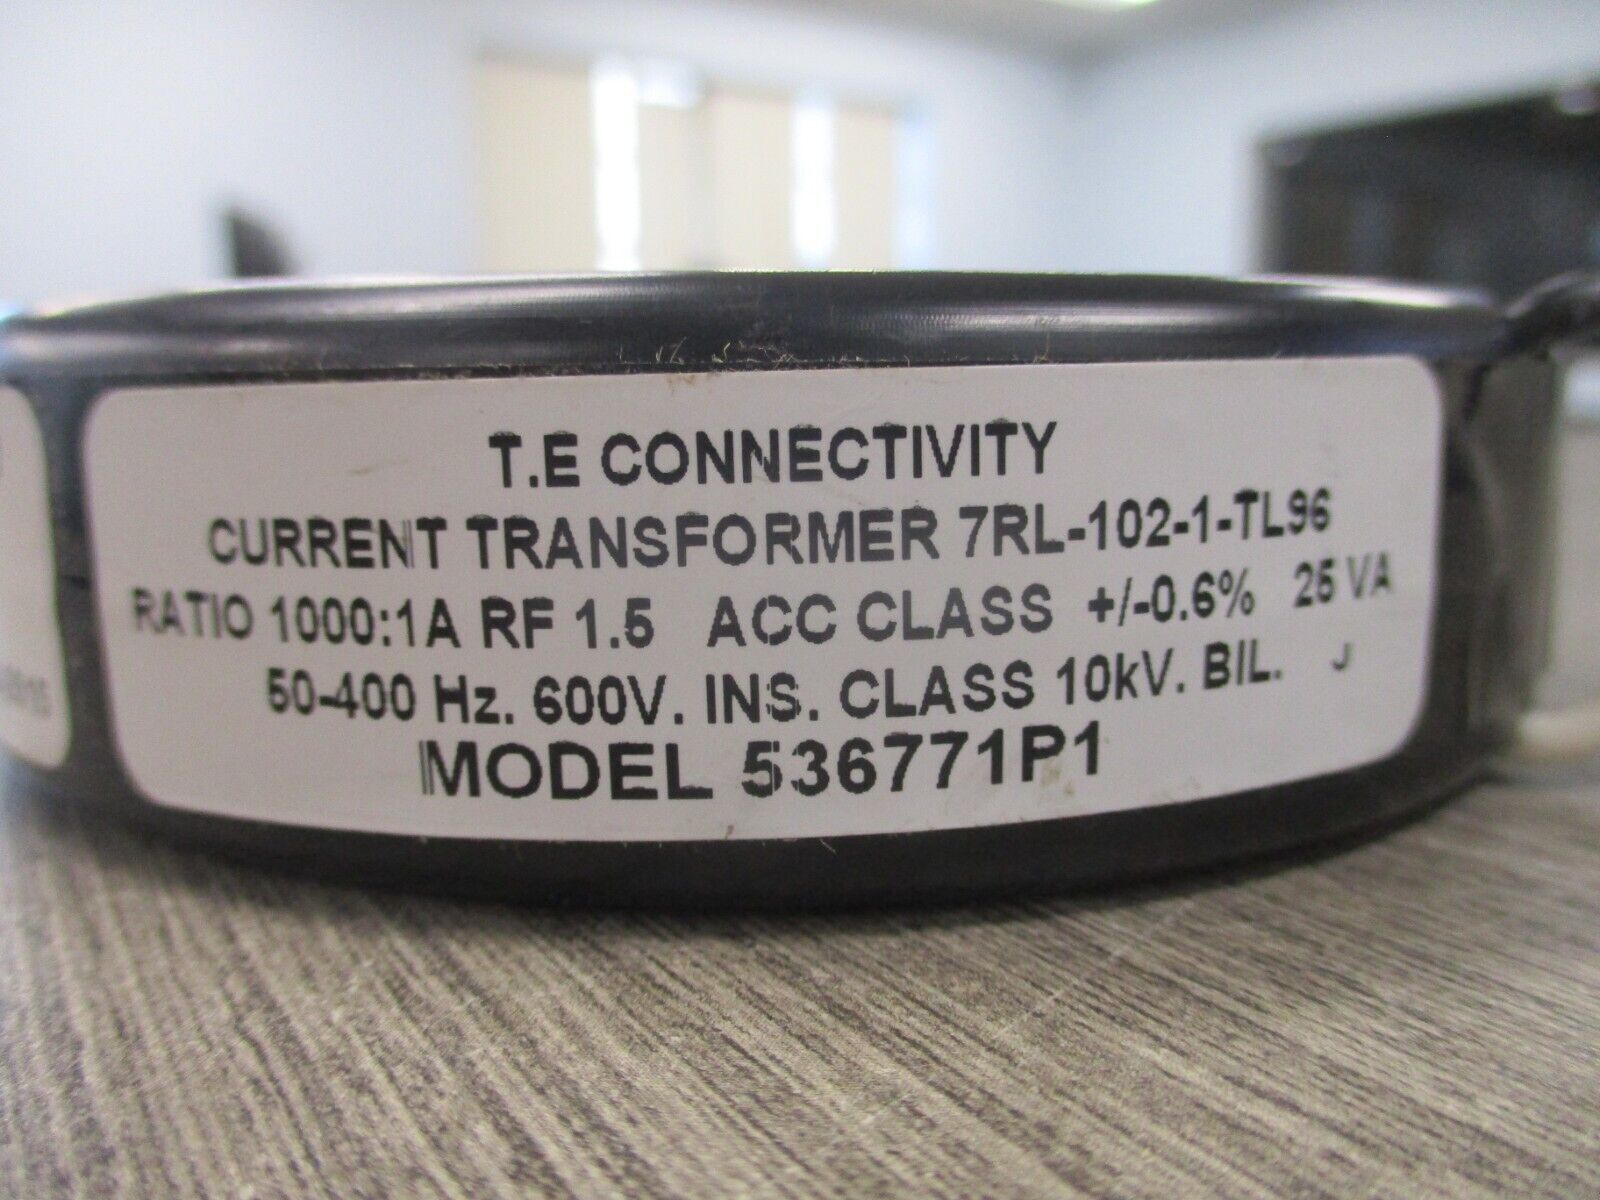 T.E CONNECTIVITY
CURRENT TRANSFORMER 7RL-102-1-TL96
RATIO 1000:1A RF 1.5 ACC CLASS +/-0.6% 25 VA
50-400 Hz. 600V. INS. CLASS 10kV. BIL. J
MODEL 536771P1